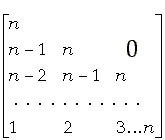 n
n − 1 n 0
n − 2 n − 1 n
. . . . . . . . . . .
1 2 3...n